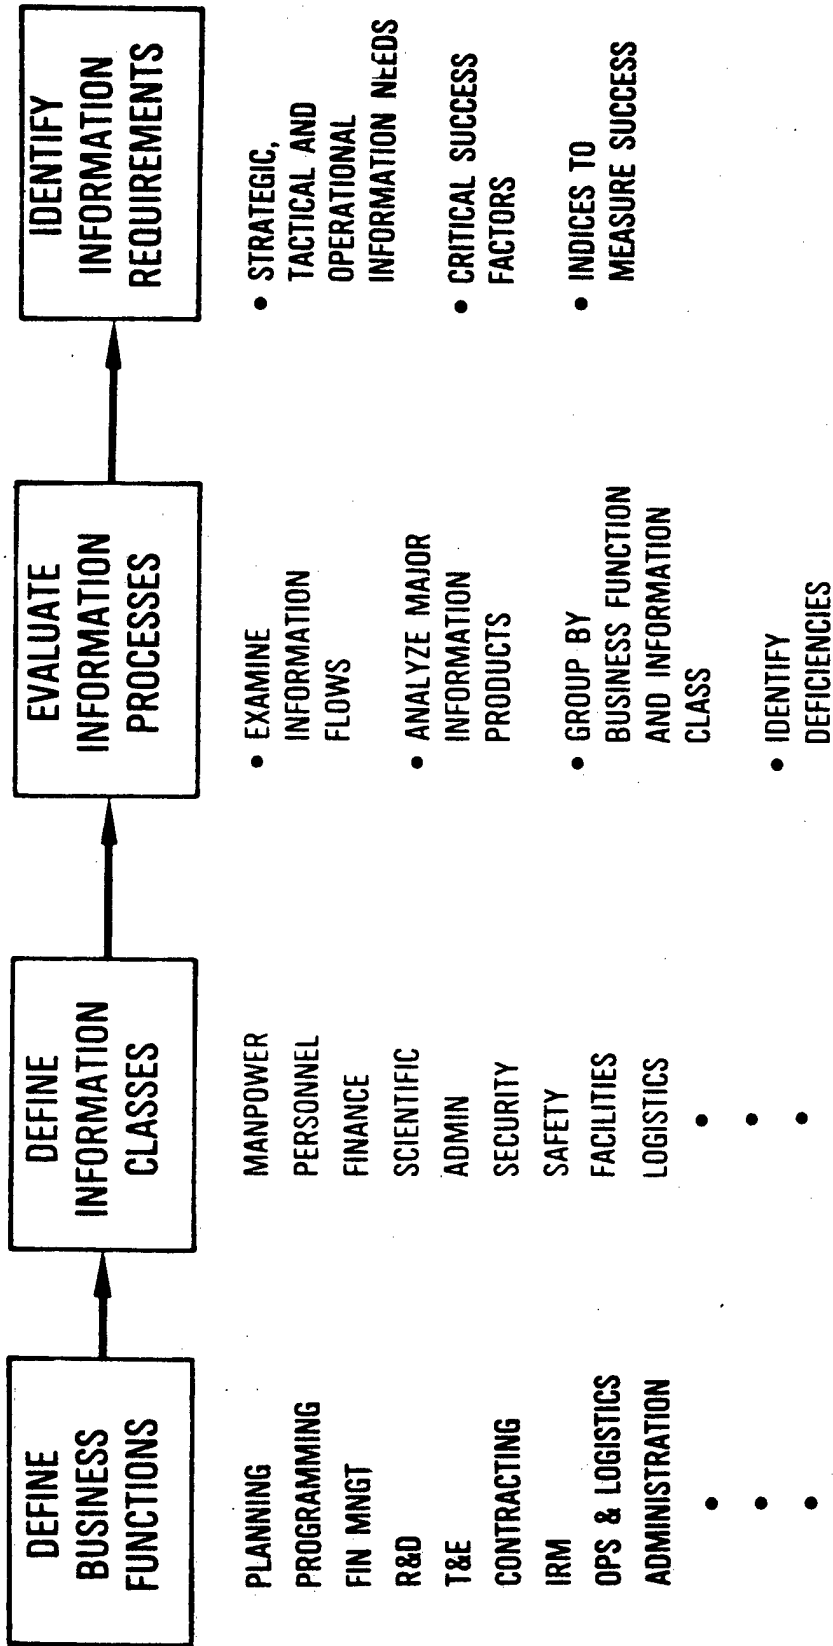 DEFINE
BUSINESS
FUNCTIONS
PLANNING
PROGRAMMING
FIN MNGT
R&D
T&E
CONTRACTING
IRM
OPS & LOGISTICS
ADMINISTRATION
•
•
•
DEFINE
INFORMATION
CLASSES
MANPOWER
PERSONNEL
FINANCE
SCIENTIFIC
ADMIN
SECURITY
SAFETY
FACILITIES
LOGISTICS
•
•
•
EVALUATE
INFORMATION
PROCESSES
• EXAMINE
INFORMATION
FLOWS
• ANALYZE MAJOR
INFORMATION
PRODUCTS
• GROUP BY
BUSINESS FUNCTION
AND INFORMATION
CLASS
• IDENTIFY
DEFICIENCIES
IDENTIFY
INFORMATION
REQUIREMENTS
• STRATEGIC,
TACTICAL AND
OPERATIONAL
INFORMATION NEEDS
• CRITICAL SUCCESS
FACTORS
• INDICES TO
MEASURE SUCCESS